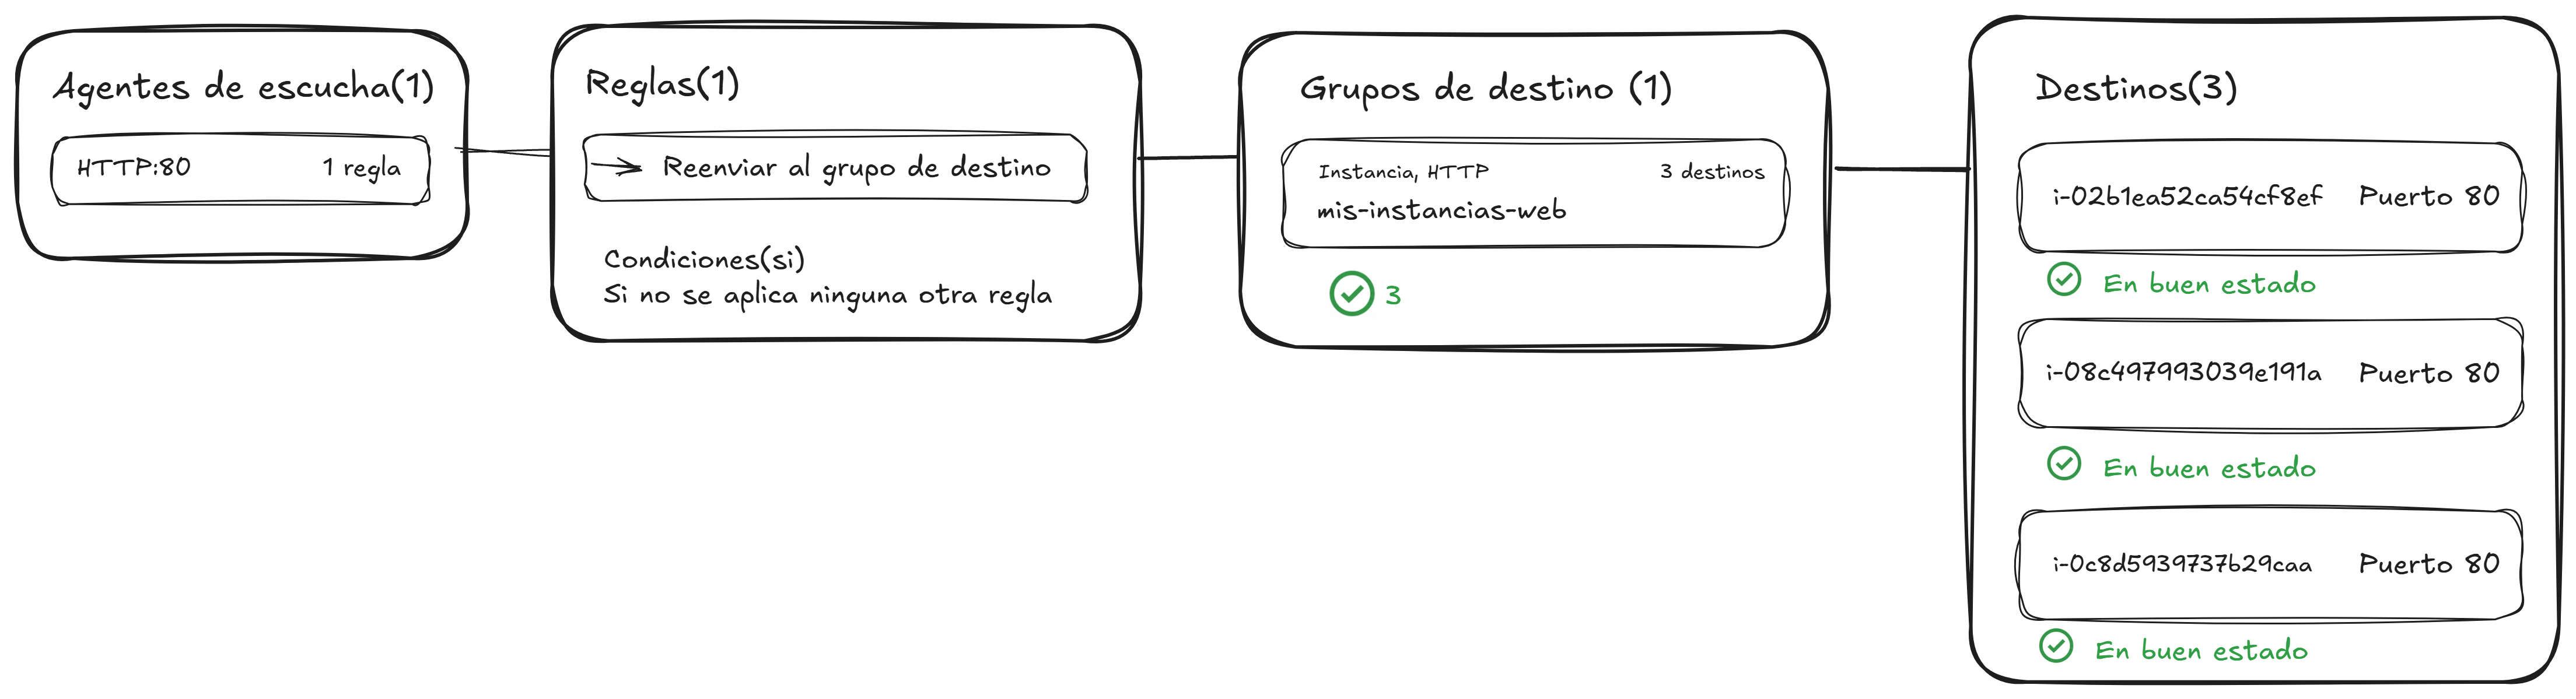 Agentes de escucha(1)
HTTP:80 1 regla
Reglas(1)
Reenviar al grupo de destino
Condiciones(si)
Si no se aplica ninguna otra regla
Grupos de destino (1)
Instancia, HTTP 3 destinos
mis-instancias-web
3
Destinos(3)
i-02b1ea52ca54cf8ef Puerto 80
En buen estado
i-08c497993039e191a Puerto 80
En buen estado
i-0c8d5939737b29caa Puerto 80
En buen estado